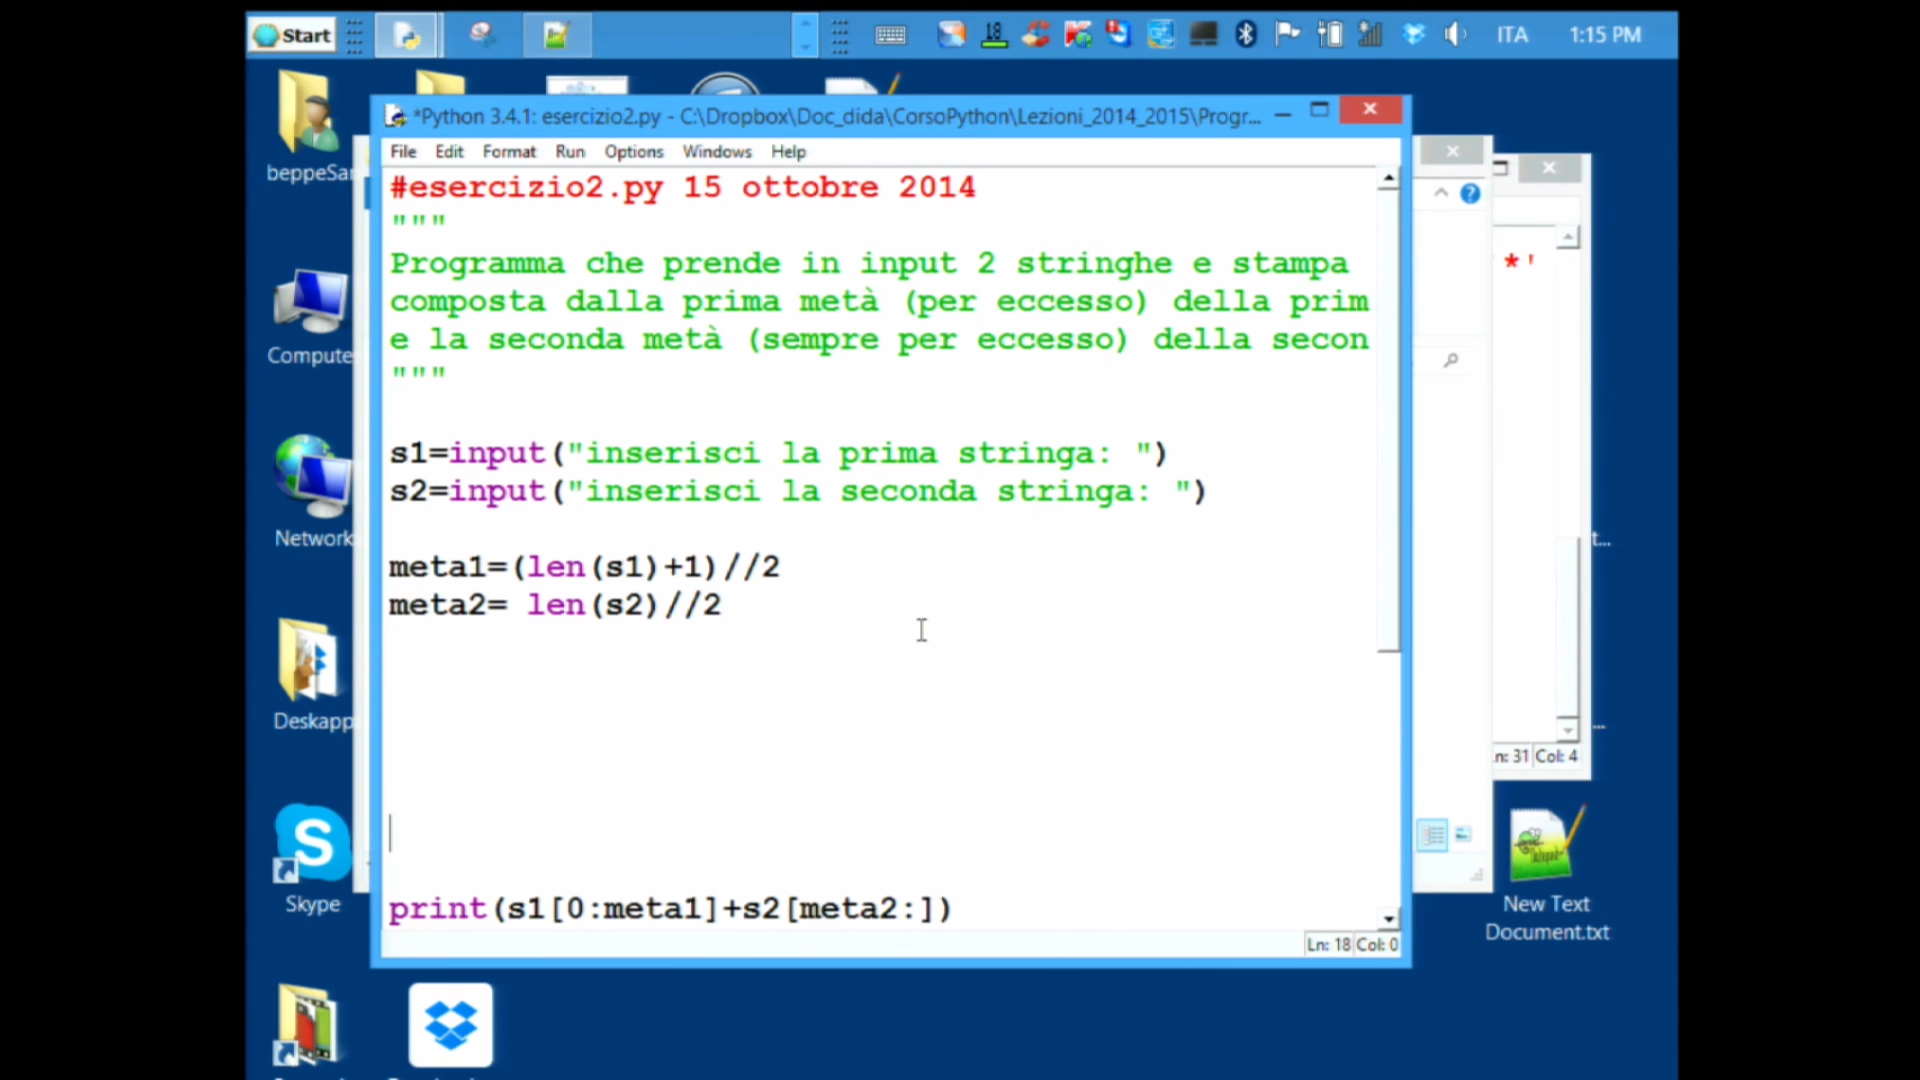 Start
18
ITA
1:15 PM
*Python 3.4.1: esercizio2.py - C:\Dropbox\Doc_dida\CorsoPython\Lezioni_2014_2015\Progr...
File Edit Format Run Options Windows Help
#esercizio2.py 15 ottobre 2014
"""
Programma che prende in input 2 stringhe e stampa
composta dalla prima metà (per eccesso) della prim
e la seconda metà (sempre per eccesso) della secon
"""
s1=input("inserisci la prima stringa: ")
s2=input("inserisci la seconda stringa: ")
meta1=(len(s1)+1)//2
meta2= len(s2)//2
print(s1[0:meta1]+s2[meta2:])
Ln: 18 Col: 0
*'
n: 31 Col: 4
beppeSa
Compute
Network
Deskapp
Skype
New Text
Document.txt